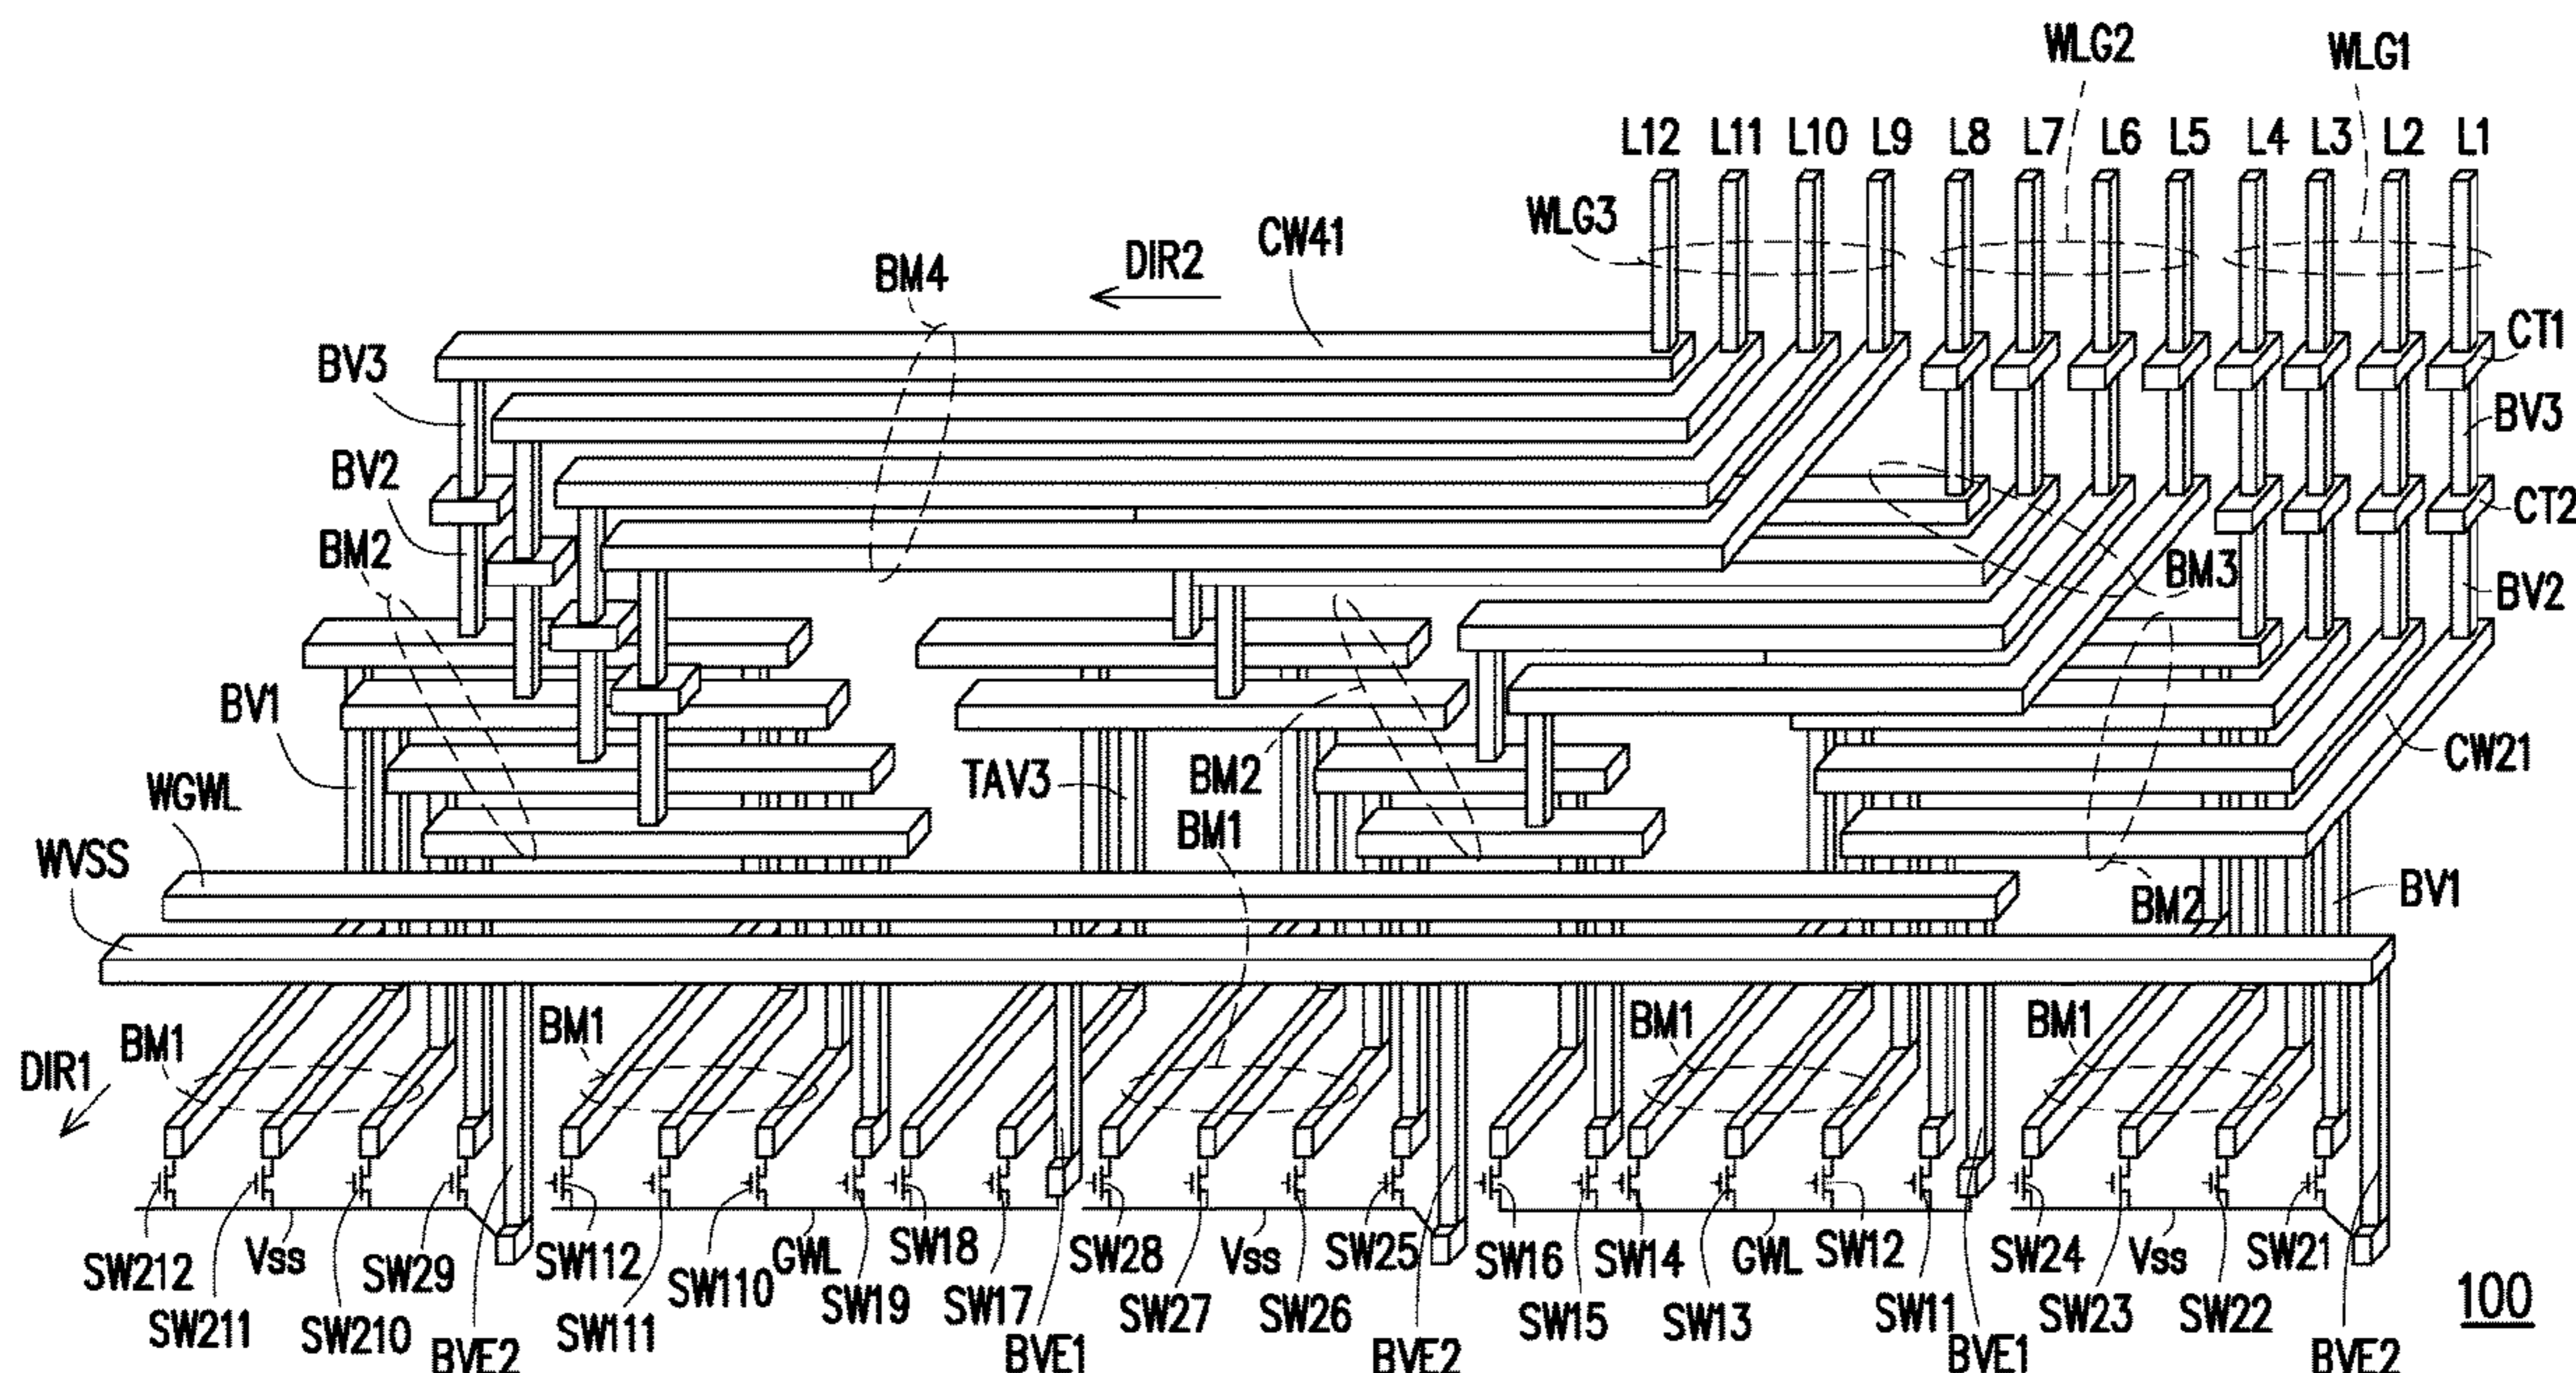 WLG2
WLG1
L12 L11 L10 L9 L8 L7 L6 L5 L4 L3 L2 L1
WLG3
CW41
DIR2
BM4
CT1
BV3
BV3
BV2
CT2
BM2
BM3
BV2
BV1
CW21
TAV3
BM2
WGWL
BM1
WVSS
BM2
BV1
BM1
BM1
BM1
BM1
DIR1
SW212
Vss
SW29
SW112
GWL
SW18
SW28
Vss
SW25
SW16
SW14
GWL
SW12
SW24
Vss
SW21
SW211
SW210
SW111
SW110
SW19
SW17
SW27
SW26
SW15
SW13
SW11
SW23
SW22
100
BVE2
BVE1
BVE2
BVE1
BVE2